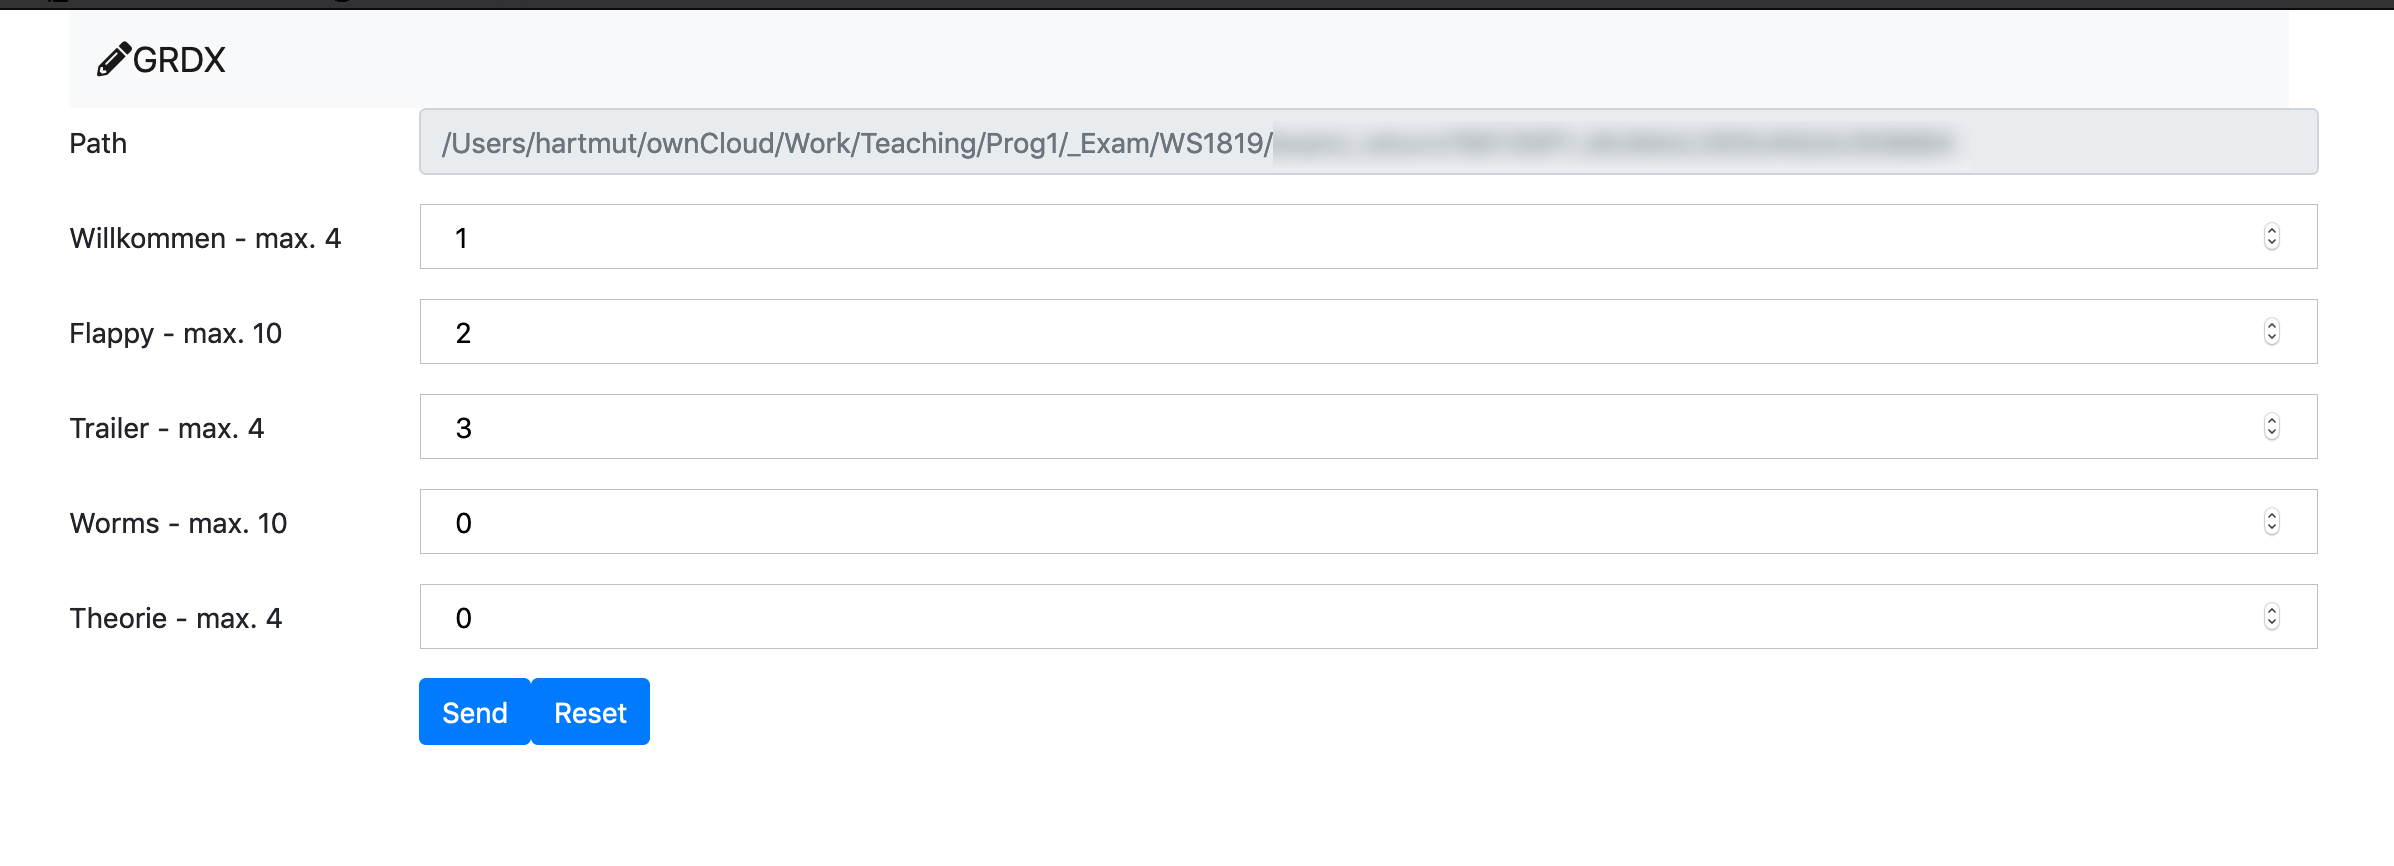 GRDX
Path
/Users/hartmut/ownCloud/Work/Teaching/Prog1/_Exam/WS1819/
Willkommen - max. 4
1
Flappy - max. 10
2
Trailer - max. 4
3
Worms - max. 10
0
Theorie - max. 4
0
Send
Reset